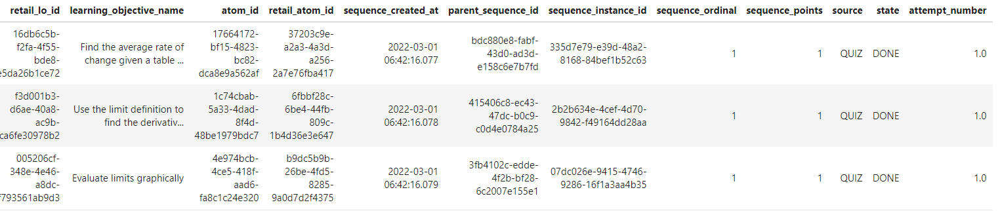 retail_lo_id learning_objective_name atom_id retail_atom_id sequence_created_at parent_sequence_id sequence_instance_id sequence_ordinal sequence_points source state attempt_number
16db6c5b-
f2fa-4f55-
bde8-
e5da26b1ce72
Find the average rate of
change given a table ...
17664172-
bf15-4823-
bc82-
dca8e9a562af
37203c9e-
a2a3-4a3d-
a256-
2a7e76fba417
2022-03-01
06:42:16.077
bdc880e8-fabf-
43d0-ad3d-
e158c6e7b7fd
335d7e79-e39d-48a2-
8168-84bef1b52c63
1
1
QUIZ
DONE
1.0
f3d001b3-
d6ae-40a8-
ac9b-
ca6fe30978b2
Use the limit definition to
find the derivativ...
1c74cbab-
5a33-4dad-
8f4d-
48be1979bdc7
6fbbf28c-
6be4-44fb-
809c-
1b4d36e3e647
2022-03-01
06:42:16.078
415406c8-ec43-
47dc-b0c9-
c0d4e0784a25
2b2b634e-4cef-4d70-
9842-f49164dd28aa
1
1
QUIZ
DONE
1.0
005206cf-
348e-4e46-
a8dc-
f793561ab9d3
Evaluate limits graphically
4e974bcb-
4ce5-418f-
aad6-
fa8c1c24e320
b9dc5b9b-
26be-4fd5-
8285-
9a0d7d2f4375
2022-03-01
06:42:16.079
3fb4102c-edde-
4f2b-bf28-
6c2007e155e1
07dc026e-9415-4746-
9286-16f1a3aa4b35
1
1
QUIZ
DONE
1.0